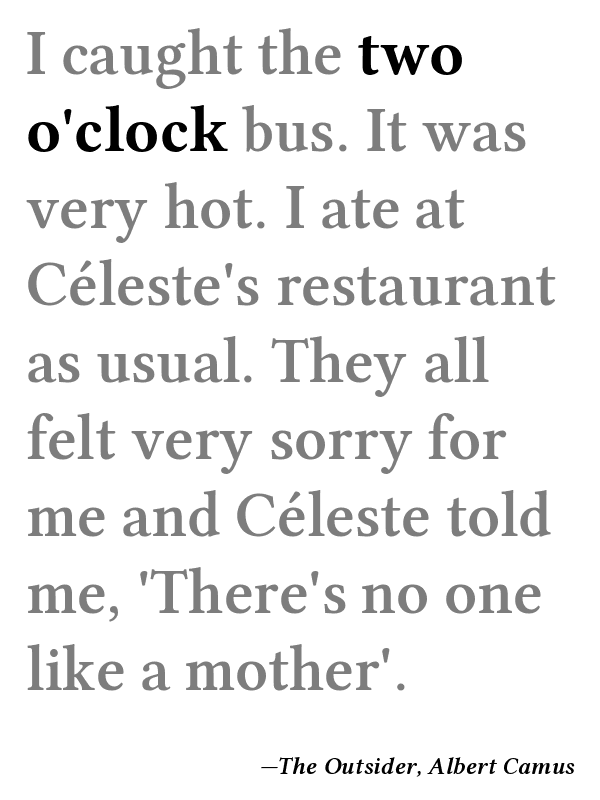 I caught the two
o'clock bus. It was
very hot. I ate at
Céleste's restaurant
as usual. They all
felt very sorry for
me and Céleste told
me, 'There's no one
like a mother'.
—The Outsider, Albert Camus